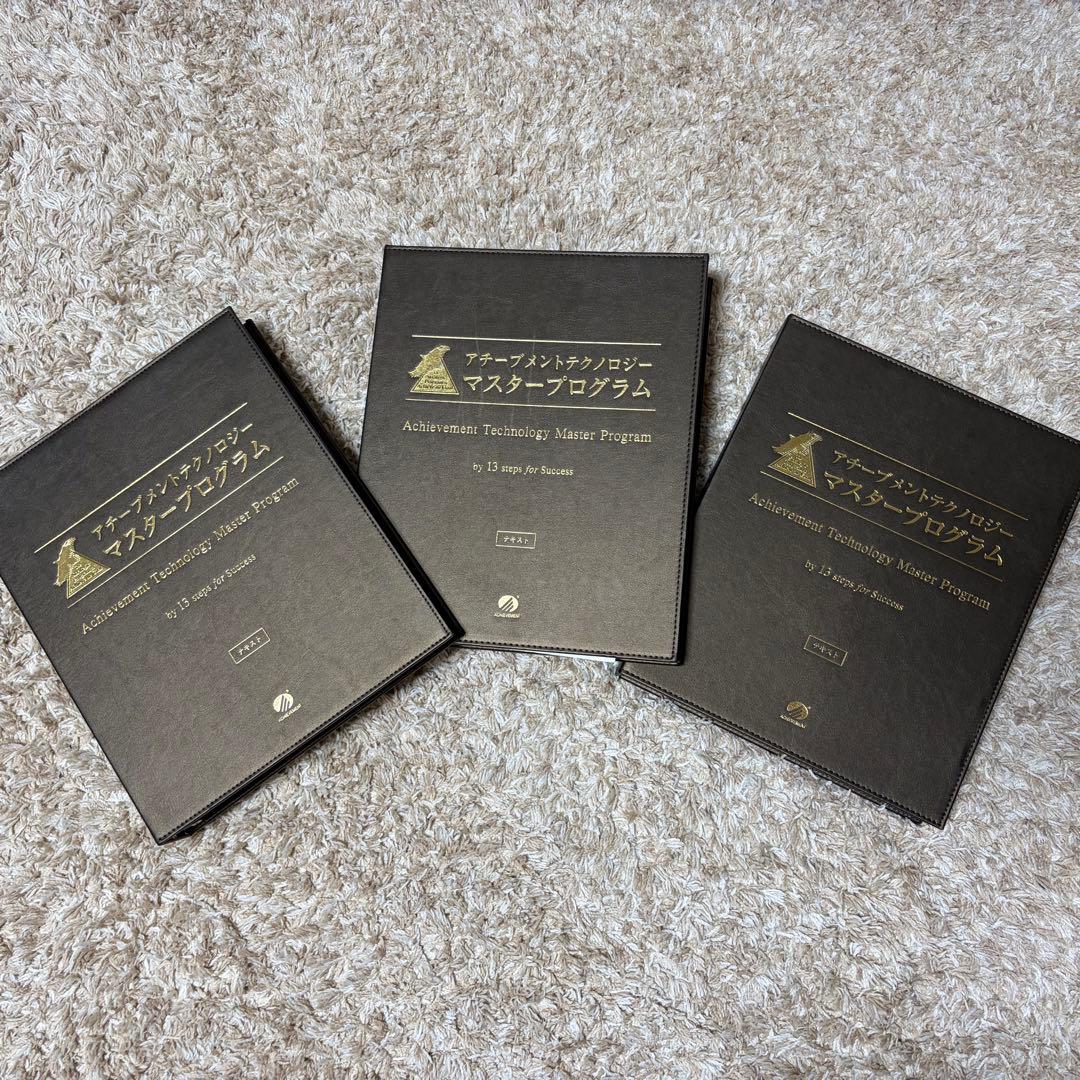 アチーブメントテクノロジー
マスタープログラム
Achievement Technology Master Program
by 13 steps for Success
テキスト
ACHIEVEMENT
アチーブメントテクノロジー
マスタープログラム
Achievement Technology Master Program
by 13 steps for Success
テキスト
ACHIEVEMENT
アチーブメントテクノロジー
マスタープログラム
Achievement Technology Master Program
by 13 steps for Success
テキスト
ACHIEVEMENT